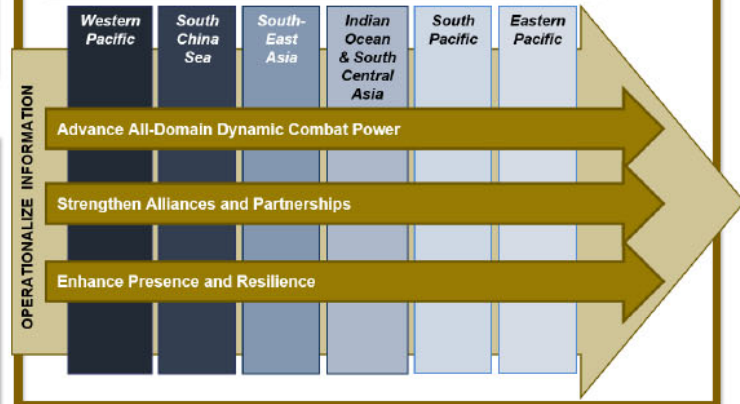 Western
Pacific
South
China
Sea
South-
East
Asia
Indian
Ocean
& South
Central
Asia
South
Pacific
Eastern
Pacific
OPERATIONALIZE INFORMATION
Advance All-Domain Dynamic Combat Power
Strengthen Alliances and Partnerships
Enhance Presence and Resilience